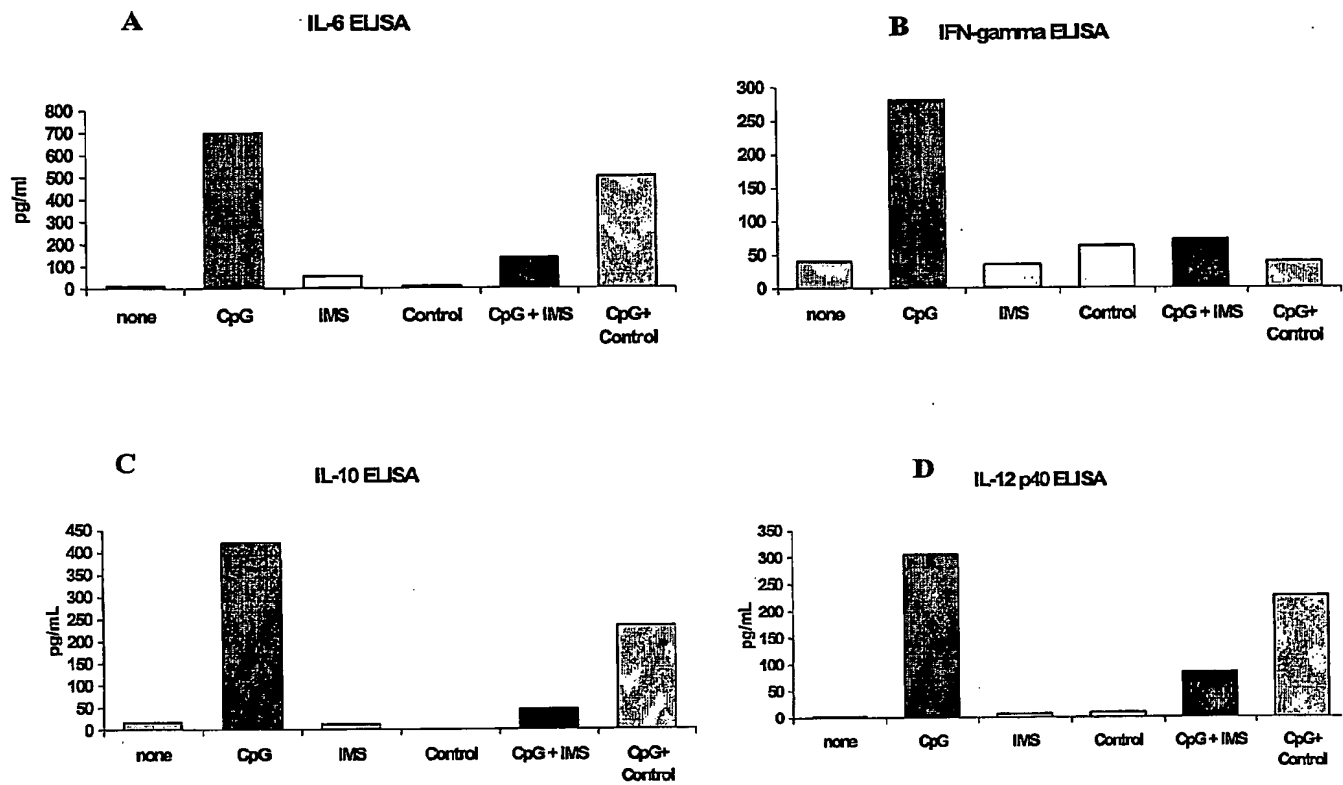 A
IL-6 ELISA
800
700
600
500
400
300
200
100
0
pg/ml
none
CpG
IMS
Control
CpG + IMS
CpG+
Control
B
IFN-gamma ELISA
300
250
200
150
100
50
0
none
CpG
IMS
Control
CpG + IMS
CpG+
Control
C
IL-10 ELISA
450
400
350
300
250
200
150
100
50
0
pg/mL
none
CpG
IMS
Control
CpG + IMS
CpG+
Control
D
IL-12 p40 ELISA
350
300
250
200
150
100
50
0
pg/mL
none
CpG
IMS
Control
CpG + IMS
CpG+
Control